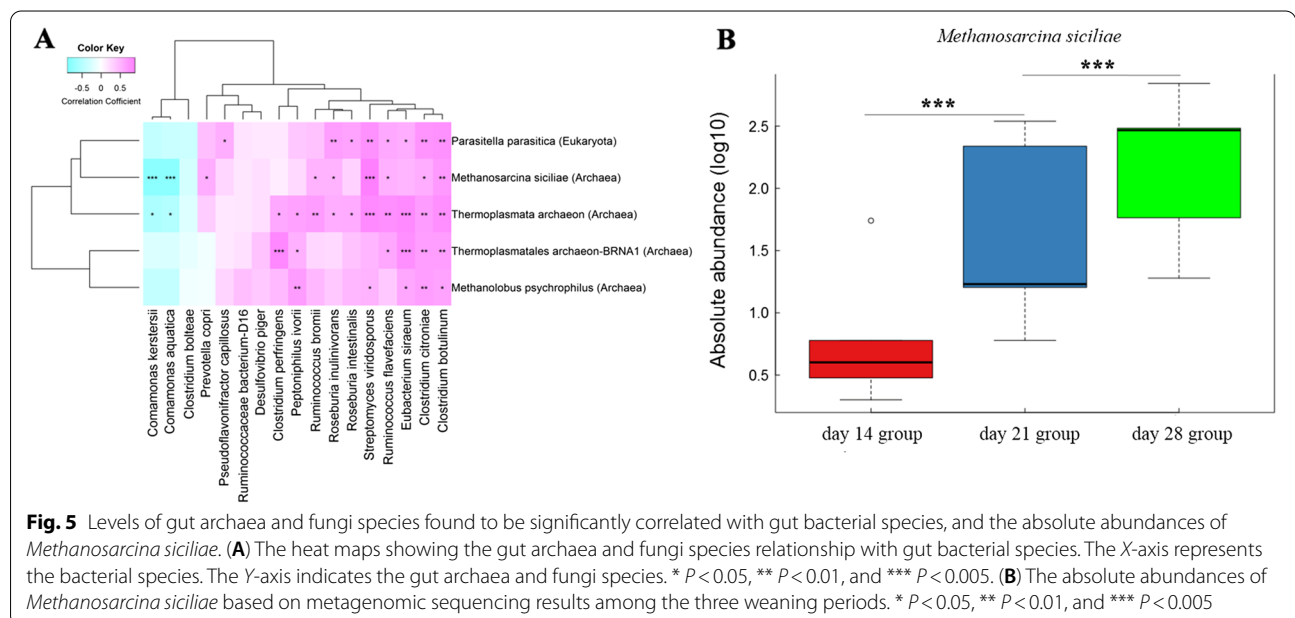 A
Color Key
-0.5 0 0.5
Correlation Cofficient
* ** * ** * * ** ** Parasitella parasitica (Eukaryota)
*** *** * * * *** * * ** Methanosarcina siciliae (Archaea)
* * * * ** * * *** ** *** ** ** Thermoplasmata archaeon (Archaea)
*** * * *** ** ** Thermoplasmatales archaeon-BRNA1 (Archaea)
** * * ** * Methanolobus psychrophilus (Archaea)
Comamonas kerstersii
Comamonas aquatica
Clostridium bolteae
Prevotella copri
Pseudoflavonifractor capillosus
Ruminococcaceae bacterium-D16
Desulfovibrio piger
Clostridium perfringens
Peptoniphilus ivorii
Ruminococcus bromii
Roseburia inulinivorans
Roseburia intestinalis
Streptomyces viridosporus
Ruminococcus flavefaciens
Eubacterium siraeum
Clostridium citroniae
Clostridium botulinum
B
Methanosarcina siciliae
***
***
Absolute abundance (log10)
2.5
2.0
1.5
1.0
0.5
day 14 group day 21 group day 28 group
Fig. 5 Levels of gut archaea and fungi species found to be significantly correlated with gut bacterial species, and the absolute abundances of
Methanosarcina siciliae. (A) The heat maps showing the gut archaea and fungi species relationship with gut bacterial species. The X-axis represents
the bacterial species. The Y-axis indicates the gut archaea and fungi species. * P < 0.05, ** P < 0.01, and *** P < 0.005. (B) The absolute abundances of
Methanosarcina siciliae based on metagenomic sequencing results among the three weaning periods. * P < 0.05, ** P < 0.01, and *** P < 0.005